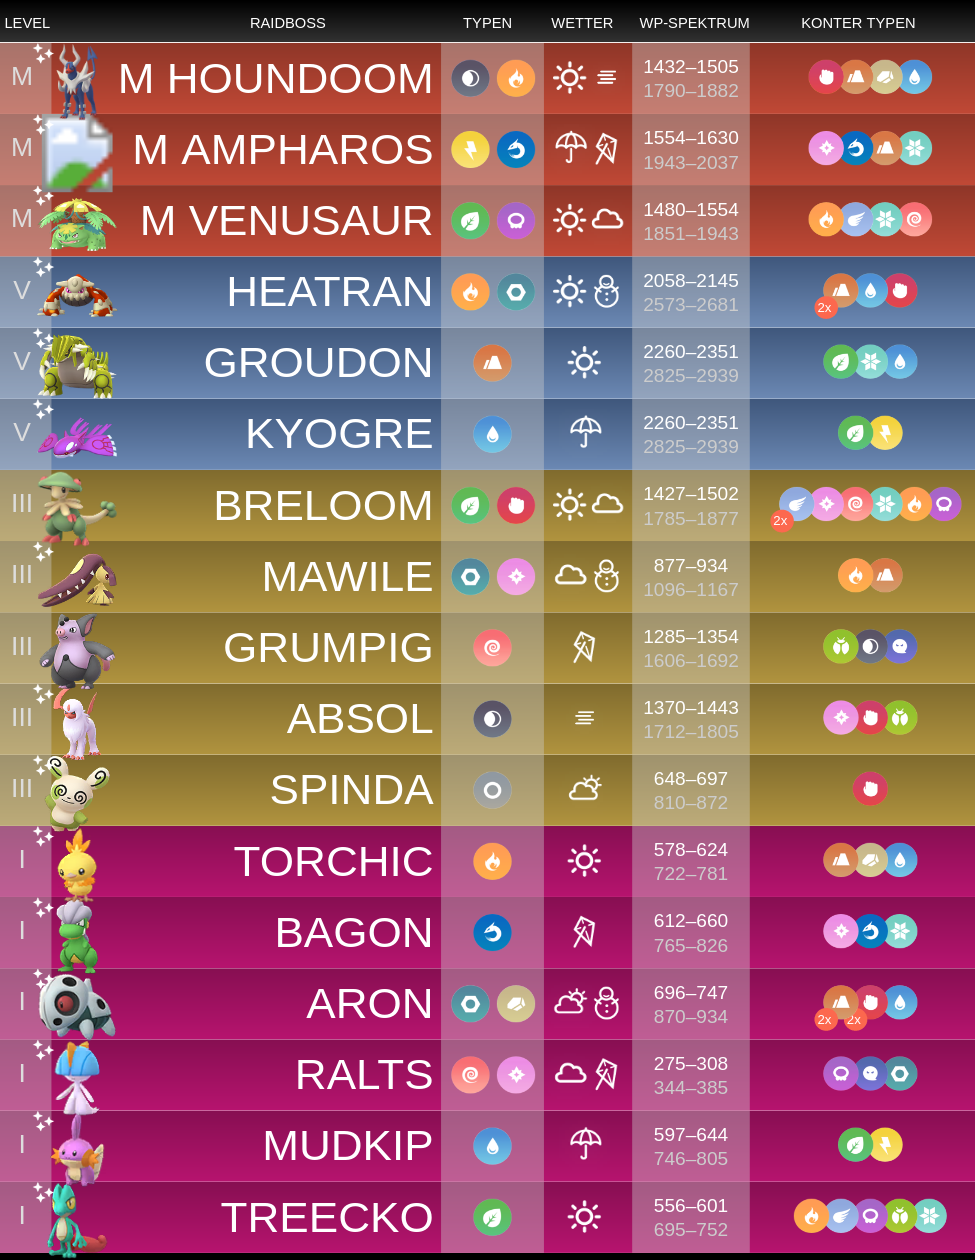 LEVEL RAIDBOSS TYPEN WETTER WP-SPEKTRUM KONTER TYPEN
M M HOUNDOOM 1432–1505
1790–1882
M M AMPHAROS 1554–1630
1943–2037
M M VENUSAUR 1480–1554
1851–1943
V HEATRAN 2058–2145
2573–2681
2x
V GROUDON 2260–2351
2825–2939
V KYOGRE 2260–2351
2825–2939
III BRELOOM 1427–1502
1785–1877
2x
III MAWILE 877–934
1096–1167
III GRUMPIG 1285–1354
1606–1692
III ABSOL 1370–1443
1712–1805
III SPINDA 648–697
810–872
I TORCHIC 578–624
722–781
I BAGON 612–660
765–826
I ARON 696–747
870–934
2x 2x
I RALTS 275–308
344–385
I MUDKIP 597–644
746–805
I TREECKO 556–601
695–752